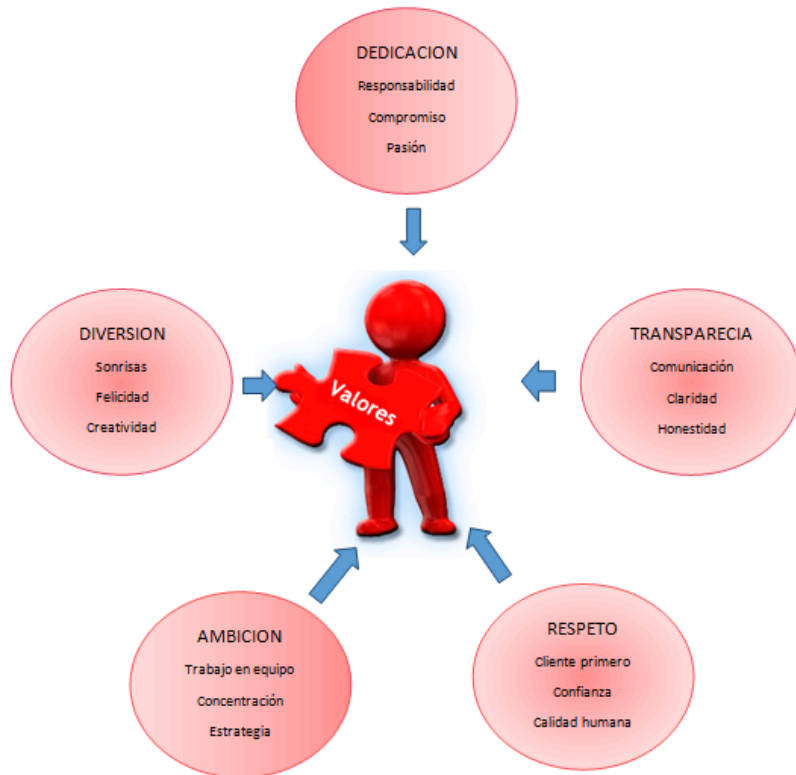 DEDICACION
Responsabilidad
Compromiso
Pasión
DIVERSION
Sonrisas
Felicidad
Creatividad
Valores
TRANSPARECIA
Comunicación
Claridad
Honestidad
AMBICION
Trabajo en equipo
Concentración
Estrategia
RESPETO
Cliente primero
Confianza
Calidad humana